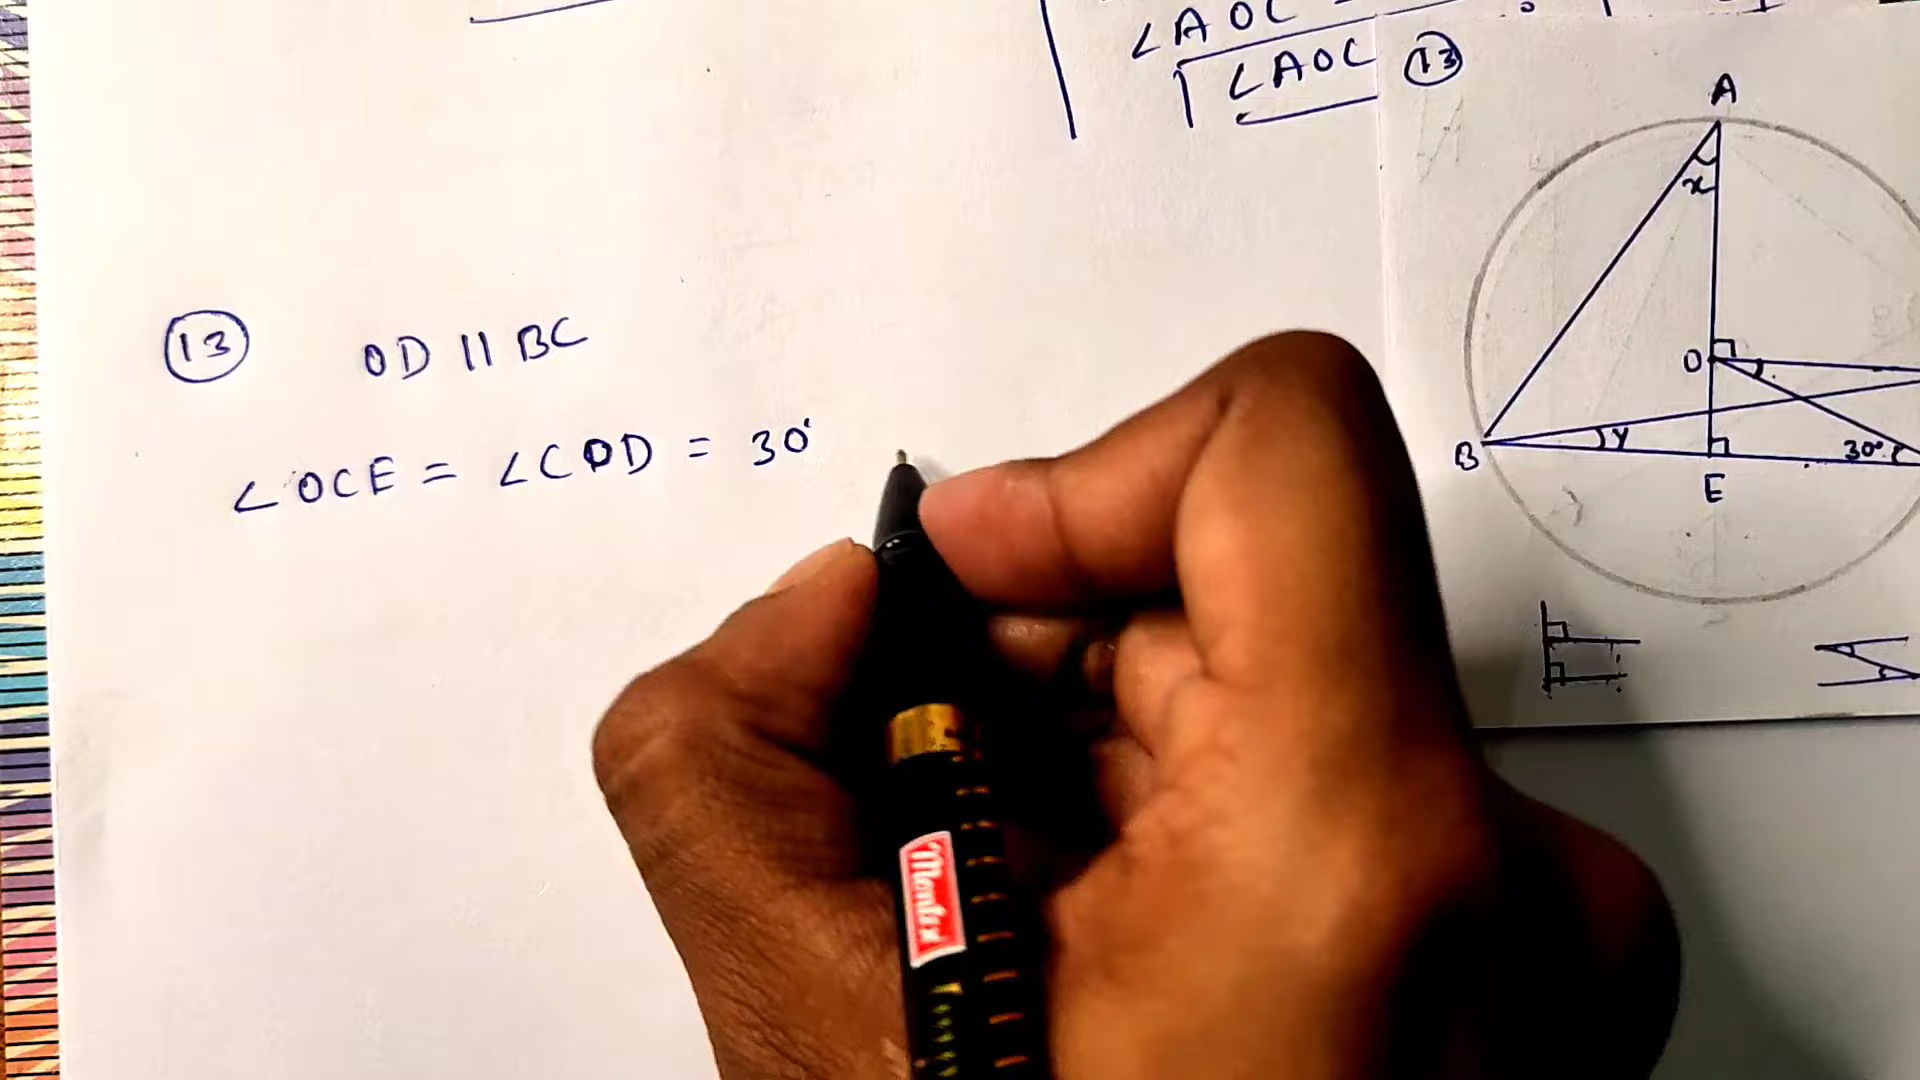 ∠AOC
∠AOC 13
13 OD || BC
∠OCE = ∠COD = 30°
A
x
O
B
y
30°
E
Montex